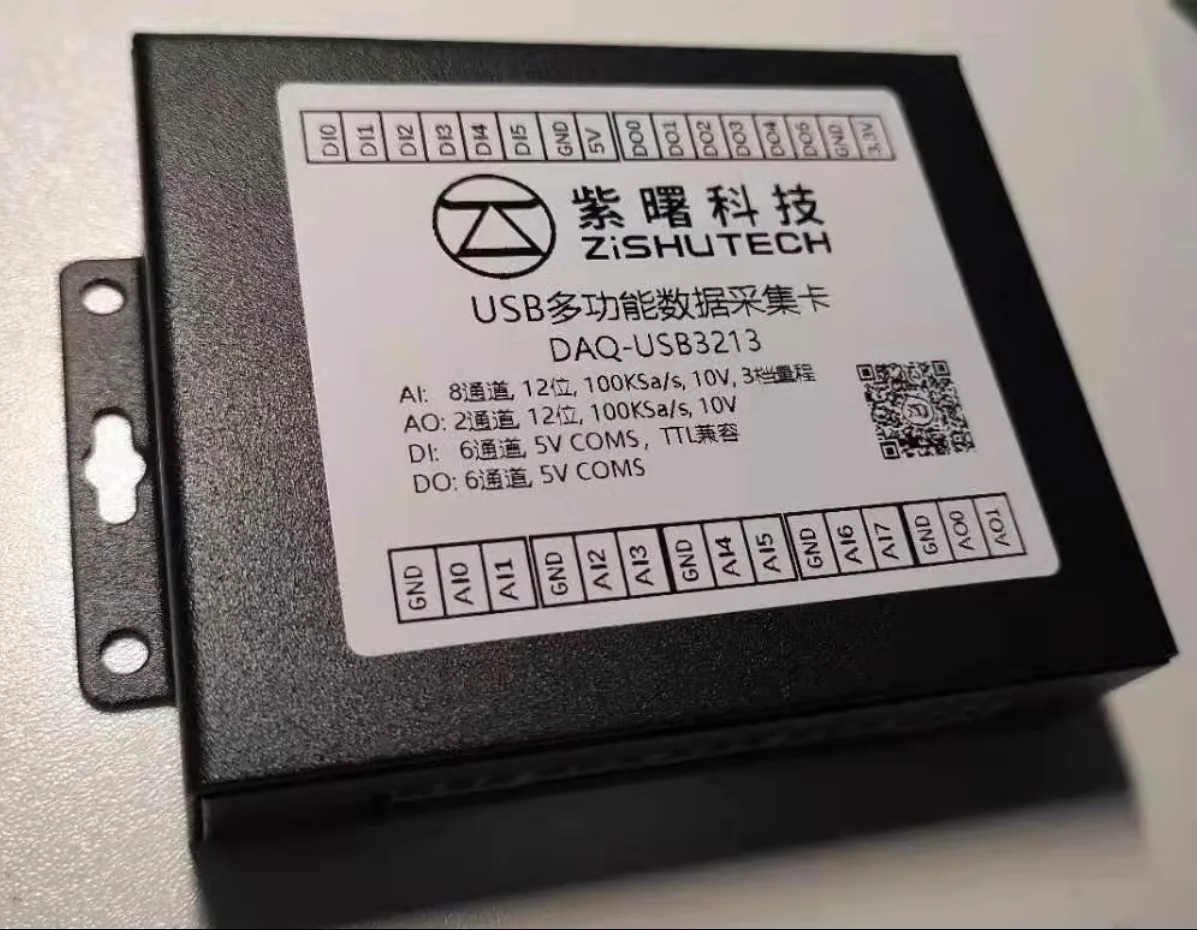 DI0 DI1 DI2 DI3 DI4 DI5 GND 5V DO0 DO1 DO2 DO3 DO4 DO5 GND 3.3V
紫曙科技
ZiSHUTECH
USB多功能数据采集卡
DAQ-USB3213
AI: 8通道, 12位, 100KSa/s, 10V, 3档量程
AO: 2通道, 12位, 100KSa/s, 10V
DI: 6通道, 5V COMS, TTL兼容
DO: 6通道, 5V COMS
GND AI0 AI1 GND AI2 AI3 GND AI4 AI5 GND AI6 AI7 GND AO0 AO1